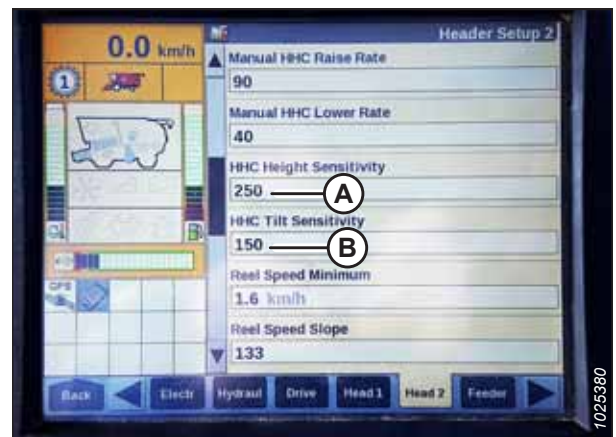 0.0 km/h
Header Setup 2
1
Manual HHC Raise Rate
90
Manual HHC Lower Rate
40
HHC Height Sensitivity
250
A
HHC Tilt Sensitivity
150
B
Reel Speed Minimum
1.6 km/h
GPS
Reel Speed Slope
133
Back
Electr
Hydraul
Drive
Head 1
Head 2
Feeder
1025380